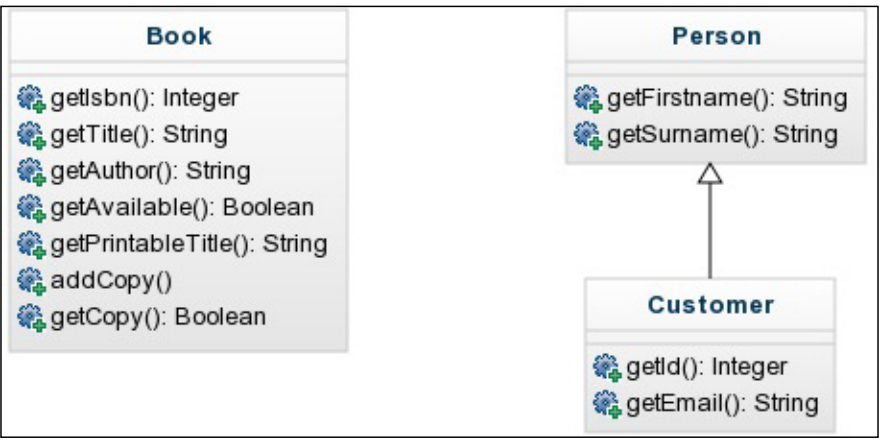 Book
getIsbn(): Integer
getTitle(): String
getAuthor(): String
getAvailable(): Boolean
getPrintableTitle(): String
addCopy()
getCopy(): Boolean
Person
getFirstname(): String
getSurname(): String
Customer
getId(): Integer
getEmail(): String